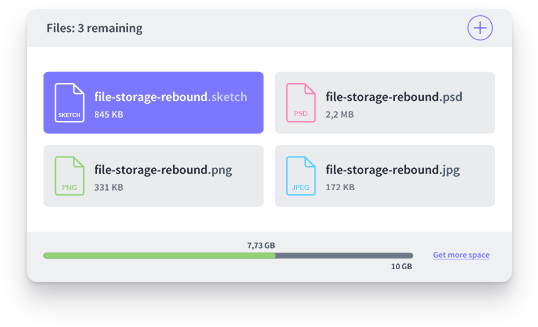 Files: 3 remaining
file-storage-rebound.sketch
SKETCH
845 KB
file-storage-rebound.psd
PSD
2,2 MB
file-storage-rebound.png
PNG
331 KB
file-storage-rebound.jpg
JPEG
172 KB
7,73 GB
10 GB
Get more space